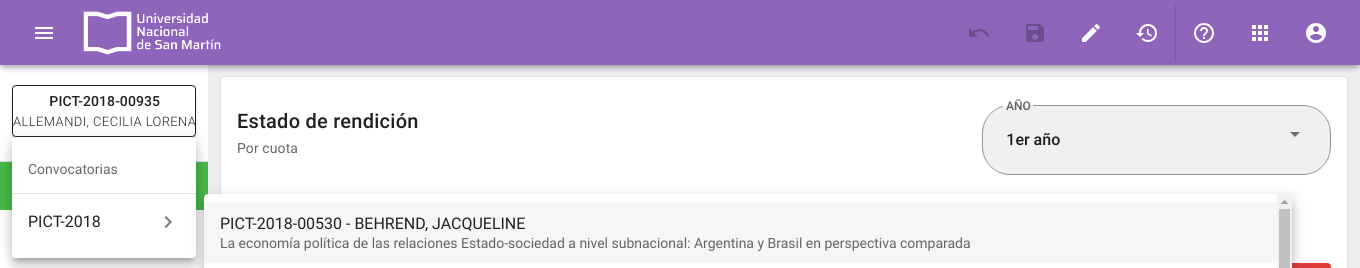 Universidad
Nacional
de San Martín
PICT-2018-00935
ALLEMANDI, CECILIA LORENA
Convocatorias
PICT-2018
Estado de rendición
Por cuota
AÑO
1er año
PICT-2018-00530 - BEHREND, JACQUELINE
La economía política de las relaciones Estado-sociedad a nivel subnacional: Argentina y Brasil en perspectiva comparada